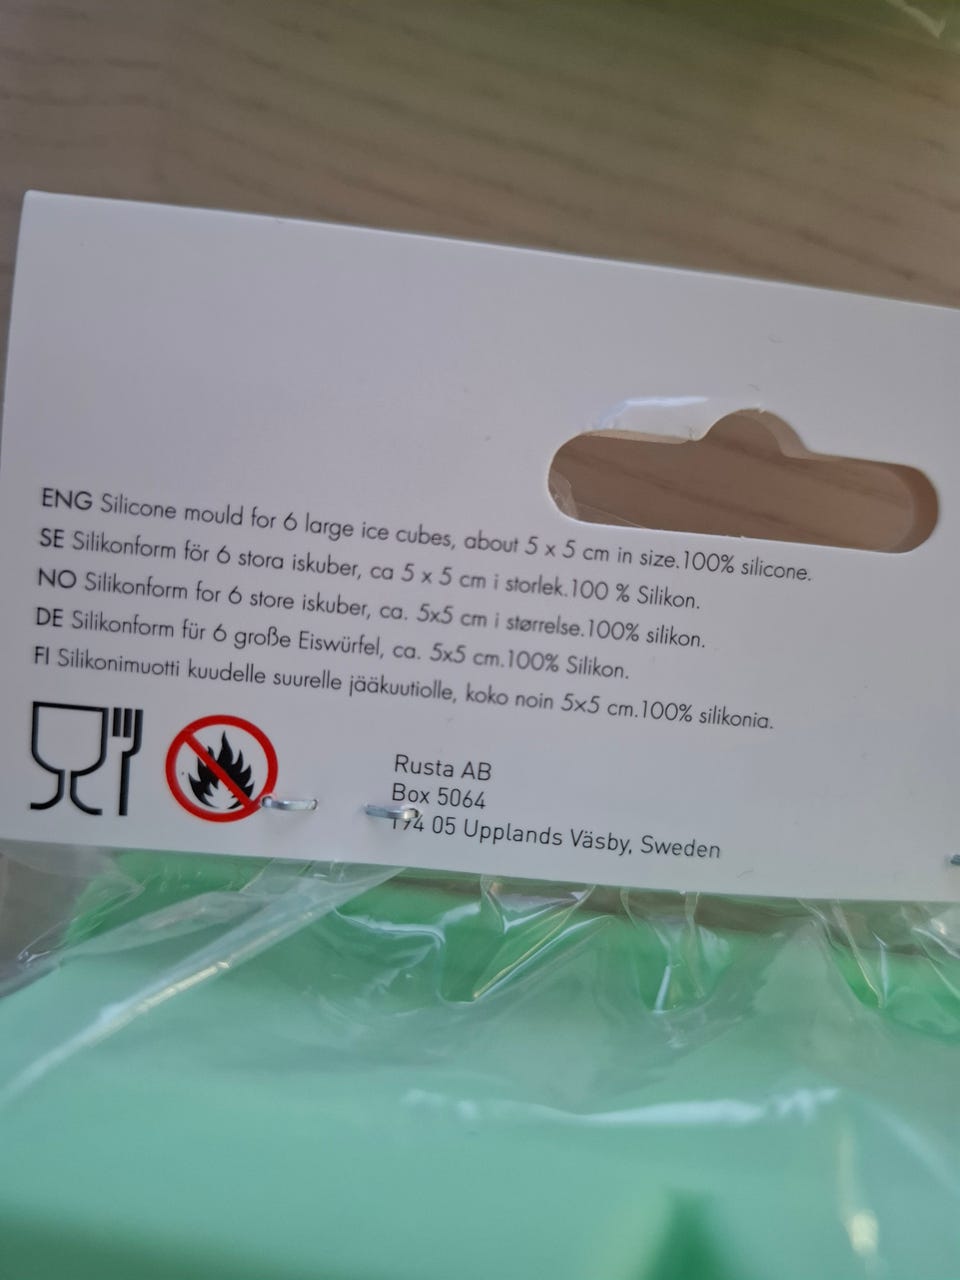 ENG Silicone mould for 6 large ice cubes, about 5 x 5 cm in size.100% silicone.
SE Silikonform för 6 stora iskuber, ca 5 x 5 cm i storlek.100 % Silikon.
NO Silikonform for 6 store iskuber, ca. 5x5 cm i størrelse.100% silikon.
DE Silikonform für 6 große Eiswürfel, ca. 5x5 cm.100% Silikon.
FI Silikonimuotti kuudelle suurelle jääkuutiolle, koko noin 5x5 cm.100% silikonia.
Rusta AB
Box 5064
194 05 Upplands Väsby, Sweden